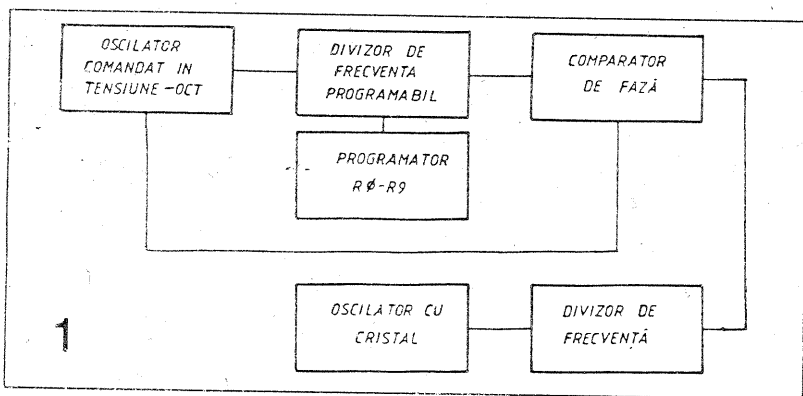 OSCILATOR
COMANDAT IN
TENSIUNE-OCT
DIVIZOR DE
FRECVENTA
PROGRAMABIL
COMPARATOR
DE FAZĂ
PROGRAMATOR
RØ-R9
OSCILATOR CU
CRISTAL
DIVIZOR DE
FRECVENȚĂ
1